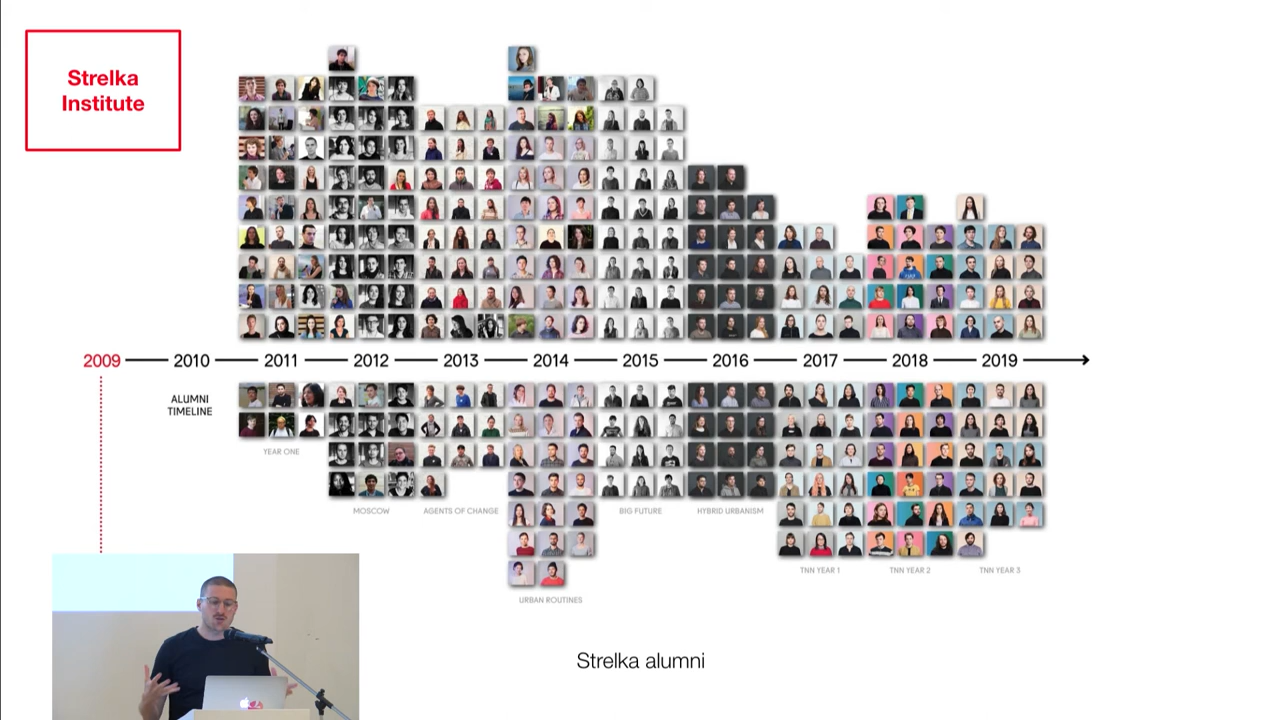 Strelka
Institute
2009
2010
2011
2012
2013
2014
2015
2016
2017
2018
2019
ALUMNI
TIMELINE
YEAR ONE
MOSCOW
AGENTS OF CHANGE
BIG FUTURE
HYBRID URBANISM
TNN YEAR 1
TNN YEAR 2
TNN YEAR 3
URBAN ROUTINES
Strelka alumni